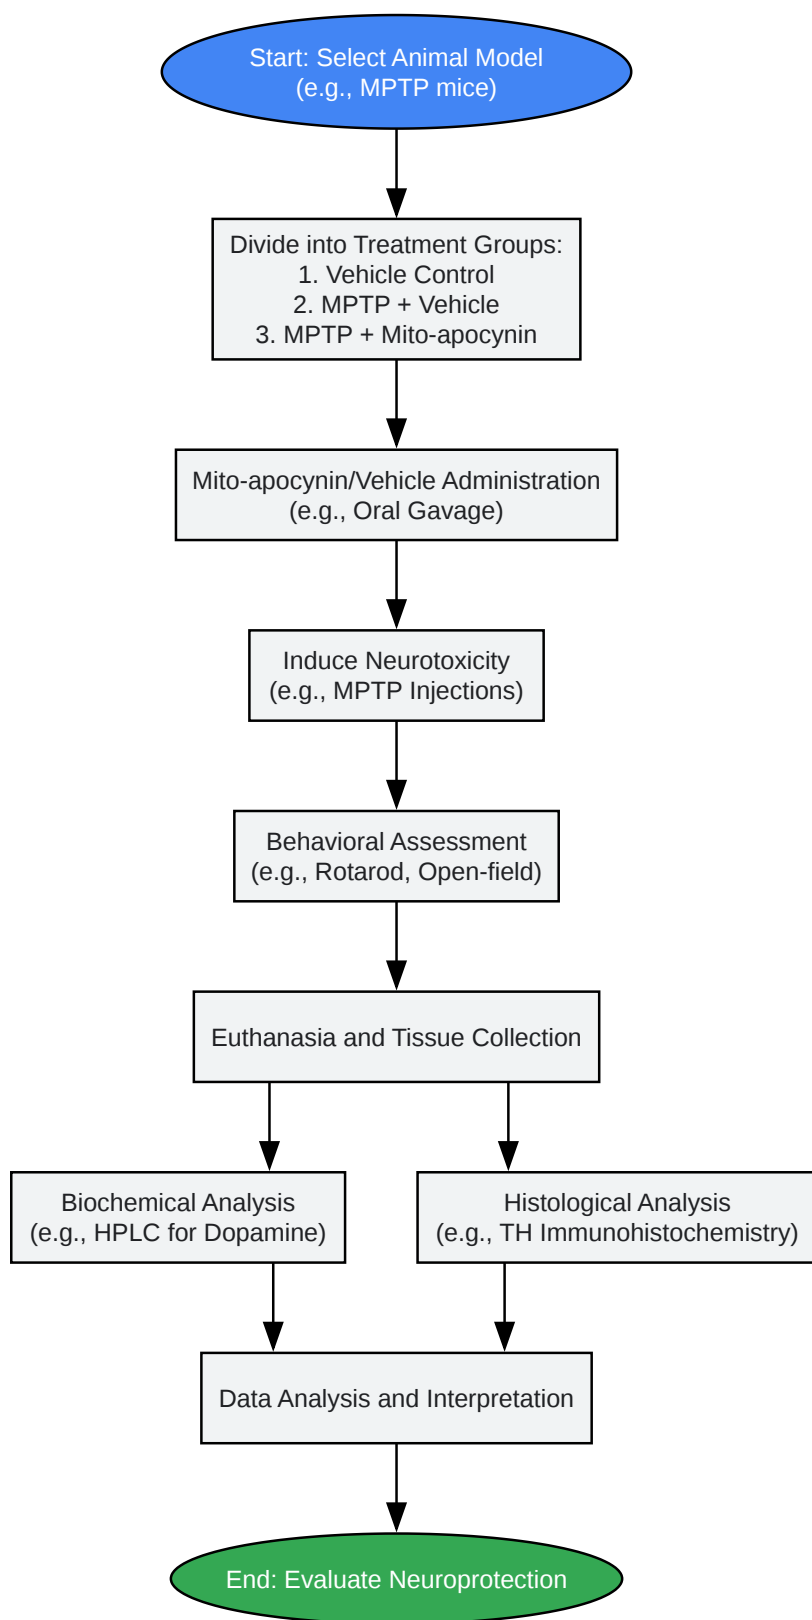 Start: Select Animal Model
(e.g., MPTP mice)
Divide into Treatment Groups:
1. Vehicle Control
2. MPTP + Vehicle
3. MPTP + Mito-apocynin
Mito-apocynin/Vehicle Administration
(e.g., Oral Gavage)
Induce Neurotoxicity
(e.g., MPTP Injections)
Behavioral Assessment
(e.g., Rotarod, Open-field)
Euthanasia and Tissue Collection
Biochemical Analysis
(e.g., HPLC for Dopamine)
Histological Analysis
(e.g., TH Immunohistochemistry)
Data Analysis and Interpretation
End: Evaluate Neuroprotection